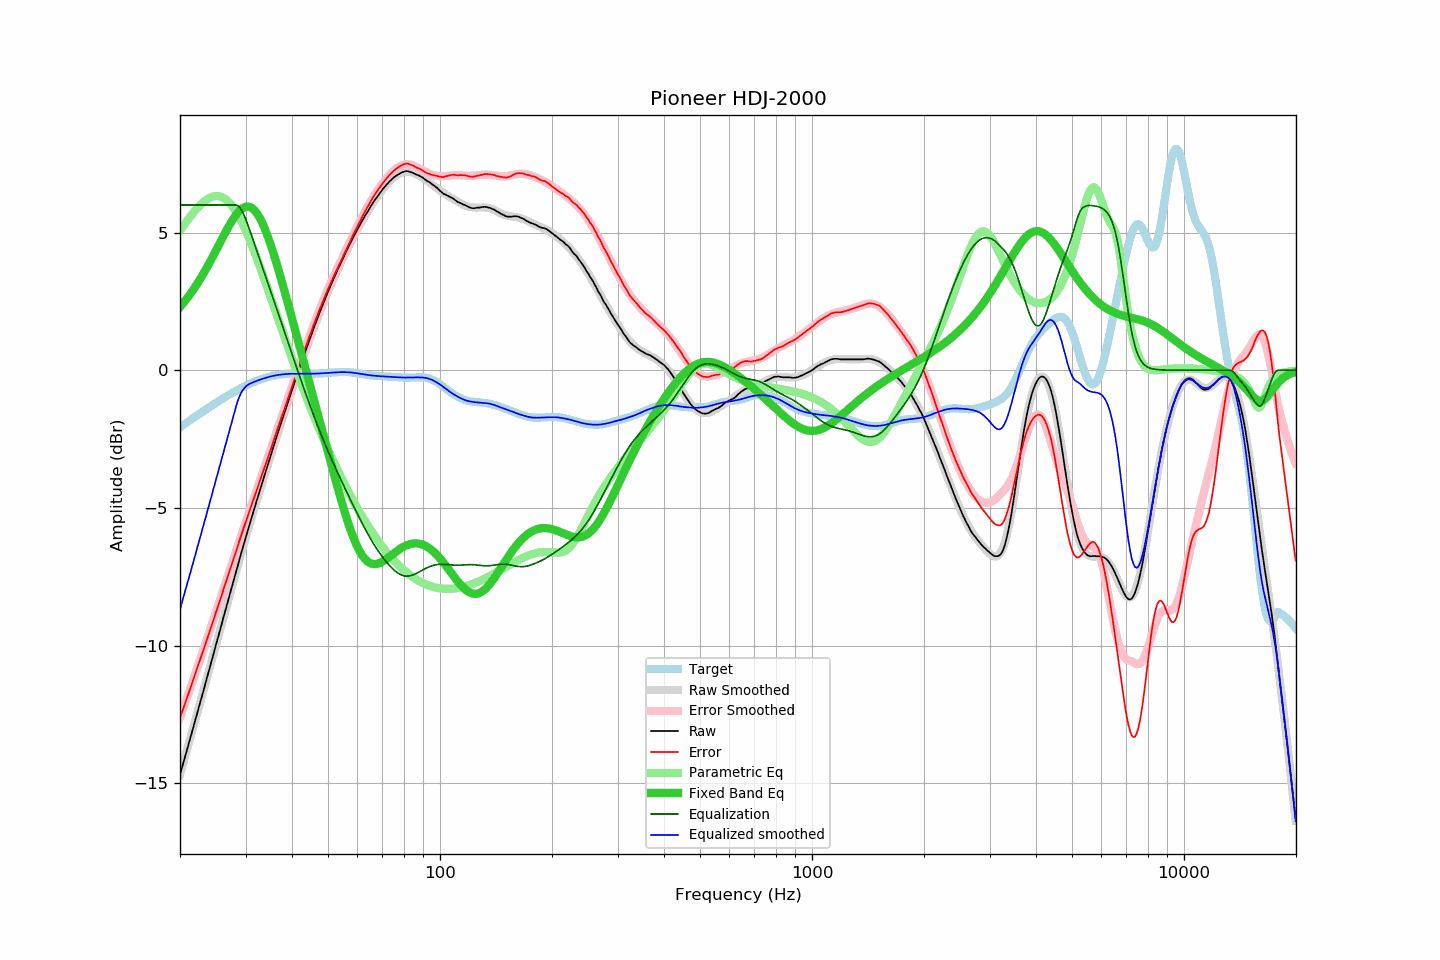 Pioneer HDJ-2000
Amplitude (dBr)
5
0
−5
−10
−15
Target
Raw Smoothed
Error Smoothed
Raw
Error
Parametric Eq
Fixed Band Eq
Equalization
Equalized smoothed
100
1000
10000
Frequency (Hz)